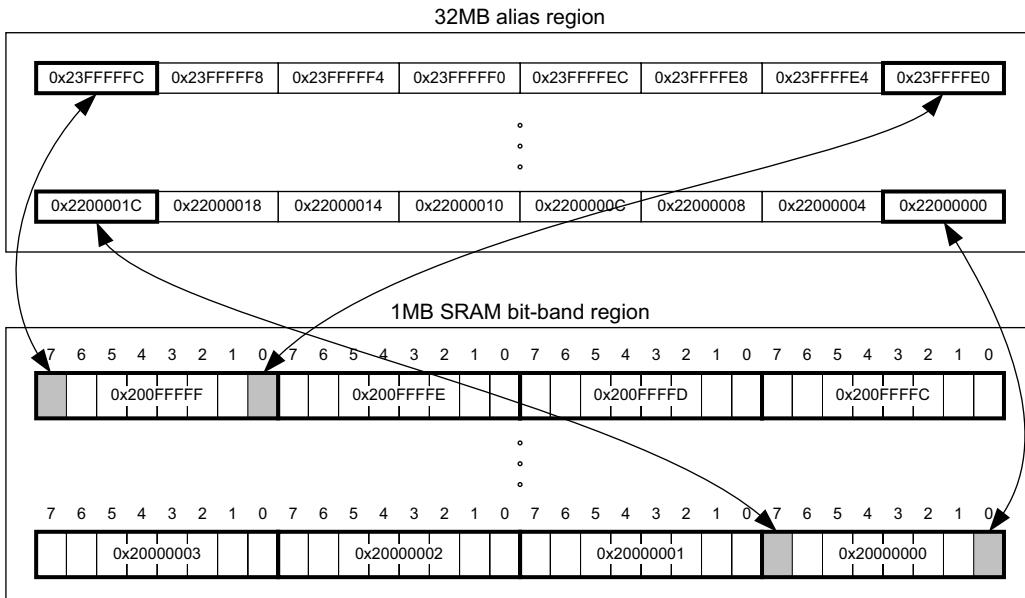 32MB alias region
0x23FFFFFC 0x23FFFFF8 0x23FFFFF4 0x23FFFFF0 0x23FFFFEC 0x23FFFFE8 0x23FFFFE4 0x23FFFFE0
0x2200001C 0x22000018 0x22000014 0x22000010 0x2200000C 0x22000008 0x22000004 0x22000000
1MB SRAM bit-band region
7 6 5 4 3 2 1 0 7 6 5 4 3 2 1 0 7 6 5 4 3 2 1 0 7 6 5 4 3 2 1 0
0x200FFFFF 0x200FFFFE 0x200FFFFD 0x200FFFFC
7 6 5 4 3 2 1 0 7 6 5 4 3 2 1 0 7 6 5 4 3 2 1 0 7 6 5 4 3 2 1 0
0x20000003 0x20000002 0x20000001 0x20000000